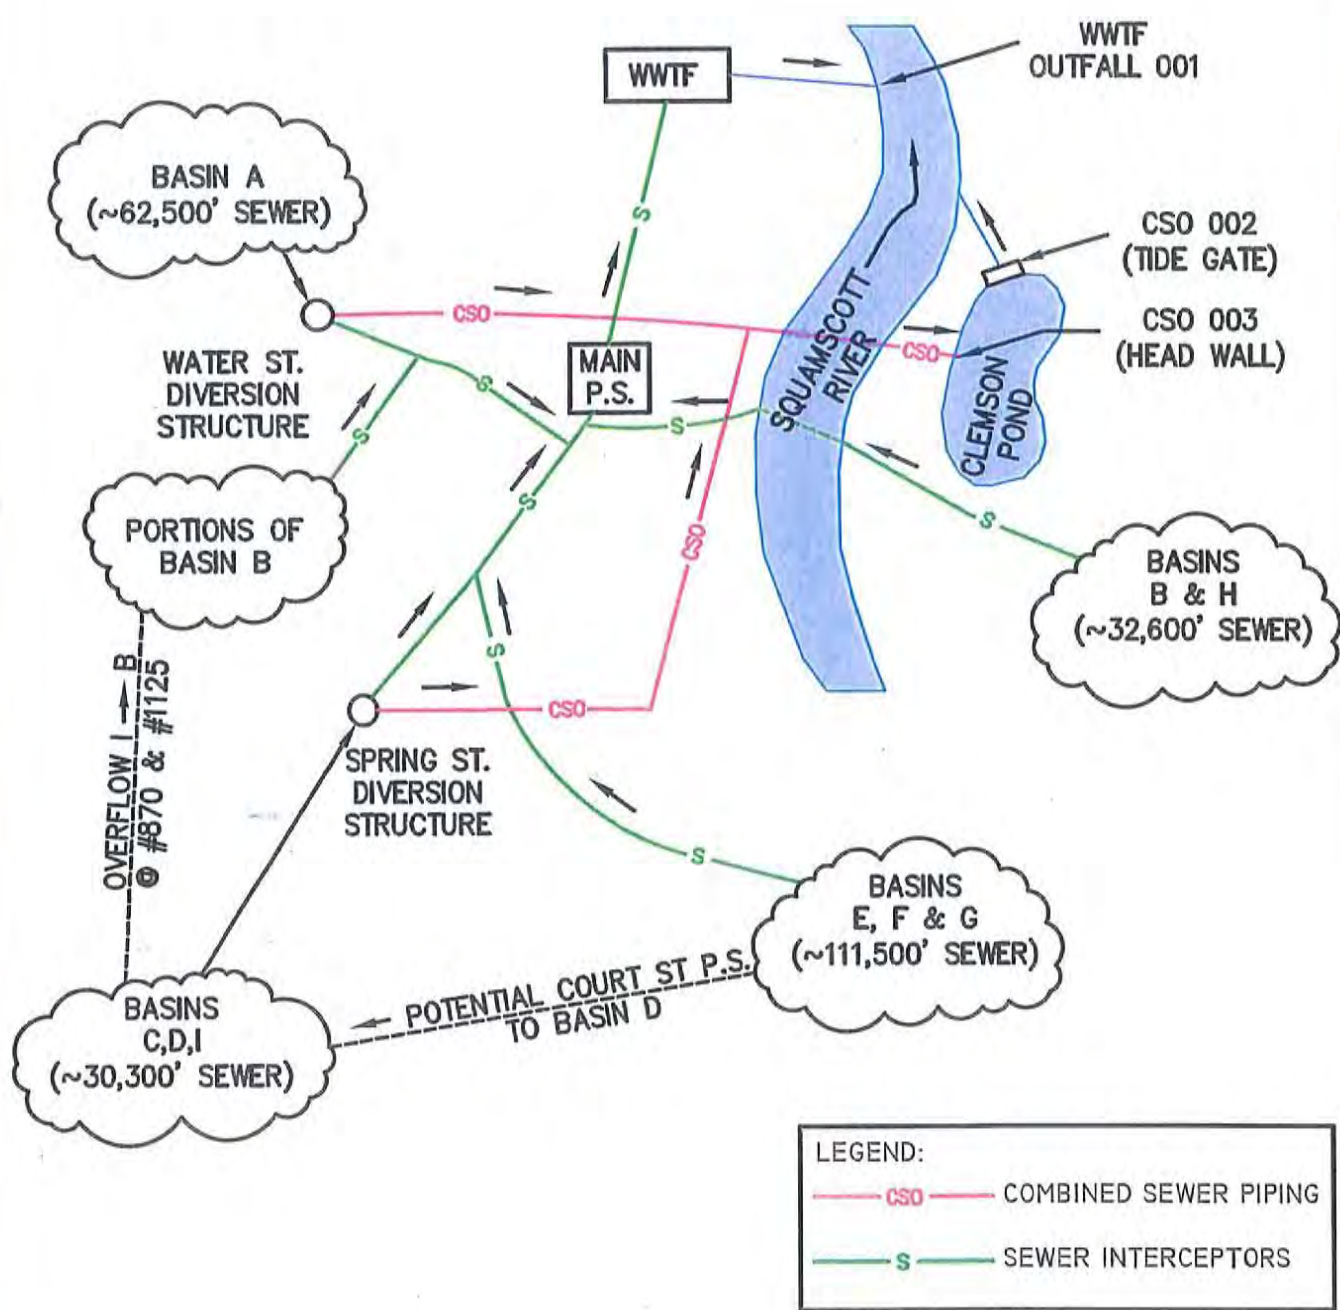 WWTF
WWTF
OUTFALL 001
BASIN A
(~62,500' SEWER)
CSO 002
(TIDE GATE)
CSO 003
(HEAD WALL)
CSO
CSO
MAIN
P.S.
WATER ST.
DIVERSION
STRUCTURE
SQUAMSCOTT
RIVER
CLEMSON
POND
S
S
S
S
S
S
PORTIONS OF
BASIN B
BASINS
B & H
(~32,600' SEWER)
CSO
S
OVERFLOW I → B
@ #870 & #1125
CSO
SPRING ST.
DIVERSION
STRUCTURE
S
BASINS
E, F & G
(~111,500' SEWER)
POTENTIAL COURT ST P.S.
TO BASIN D
BASINS
C,D,I
(~30,300' SEWER)
LEGEND:
CSO COMBINED SEWER PIPING
S SEWER INTERCEPTORS